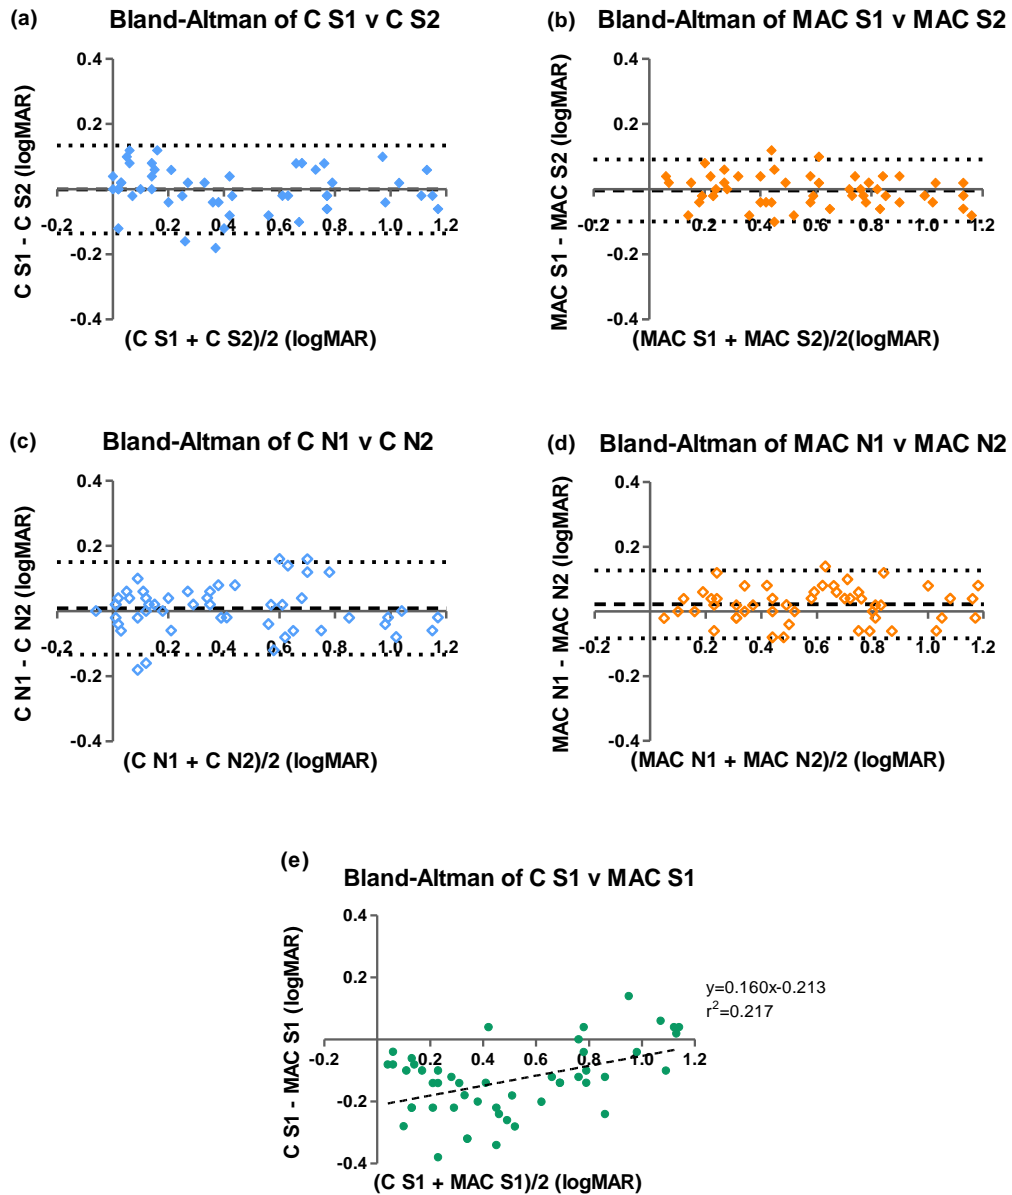 (a)
Bland-Altman of C S1 v C S2
0.4
0.2
-0.2
0.2
0.4
0.6
0.8
1.0
1.2
-0.2
-0.4
C S1 - C S2 (logMAR)
(C S1 + C S2)/2 (logMAR)
(b)
Bland-Altman of MAC S1 v MAC S2
0.4
0.2
-0.2
0.2
0.4
0.6
0.8
1.0
1.2
-0.2
-0.4
MAC S1 - MAC S2 (logMAR)
(MAC S1 + MAC S2)/2(logMAR)
(c)
Bland-Altman of C N1 v C N2
0.4
0.2
-0.2
0.2
0.4
0.6
0.8
1.0
1.2
-0.2
-0.4
C N1 - C N2 (logMAR)
(C N1 + C N2)/2 (logMAR)
(d)
Bland-Altman of MAC N1 v MAC N2
0.4
0.2
-0.2
0.2
0.4
0.6
0.8
1.0
1.2
-0.2
-0.4
MAC N1 - MAC N2 (logMAR)
(MAC N1 + MAC N2)/2 (logMAR)
(e)
Bland-Altman of C S1 v MAC S1
0.4
0.2
-0.2
0.2
0.4
0.6
0.8
1.0
1.2
-0.2
-0.4
C S1 - MAC S1 (logMAR)
y=0.160x-0.213
r²=0.217
(C S1 + MAC S1)/2 (logMAR)